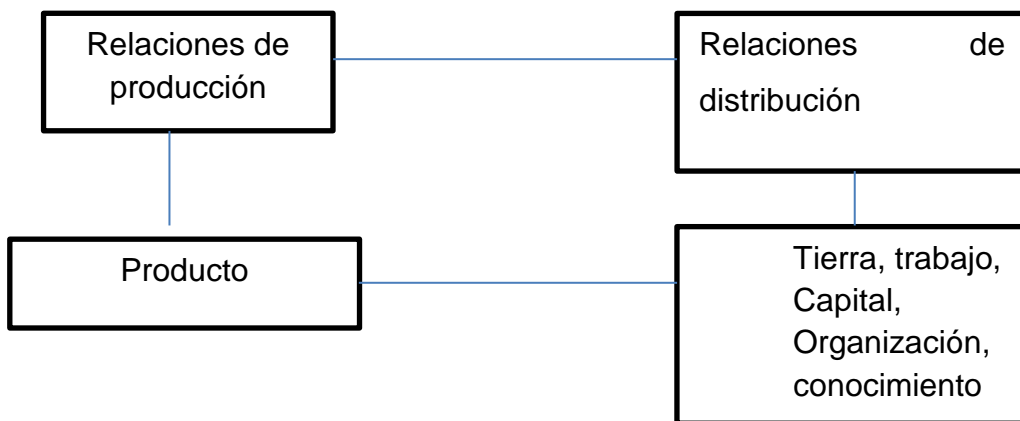 Relaciones de
producción
Relaciones de
distribución
Producto
Tierra, trabajo,
Capital,
Organización,
conocimiento